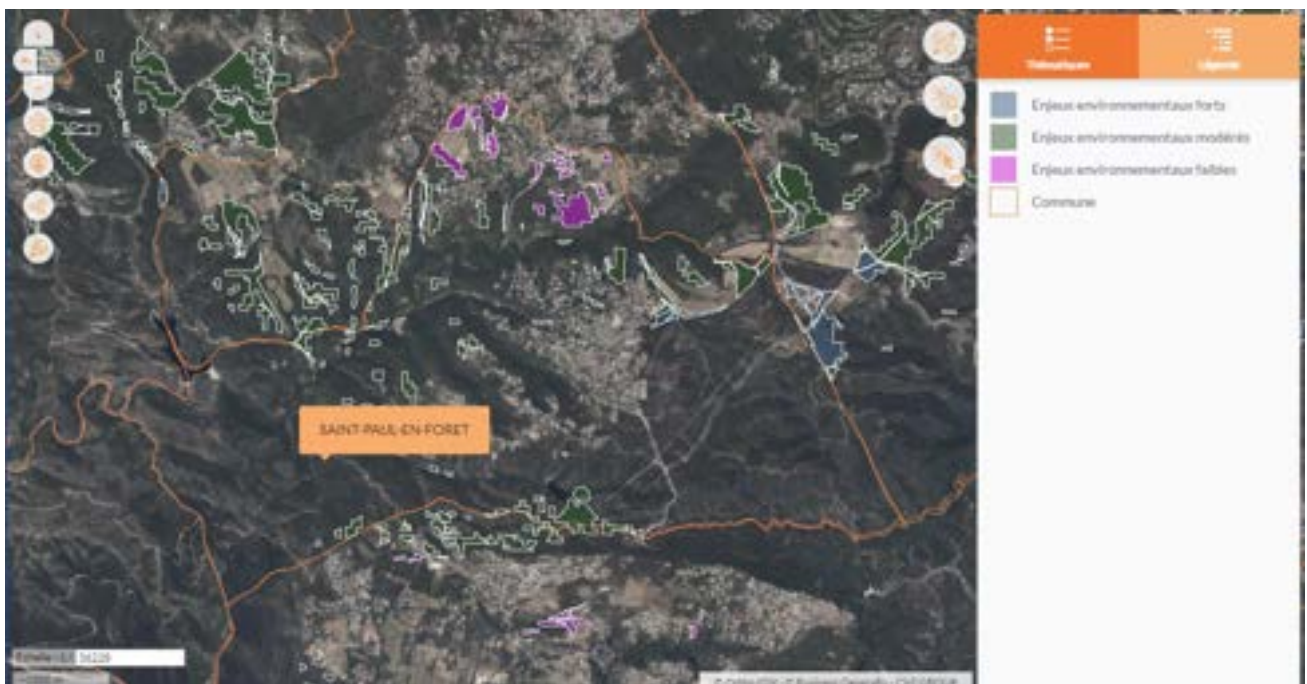 Thématiques
Légende
Enjeux environnementaux forts
Enjeux environnementaux modérés
Enjeux environnementaux faibles
Commune
SAINT-PAUL-EN-FORET